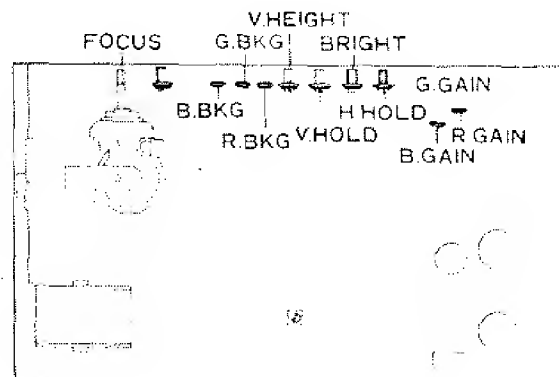 V.HEIGHT
FOCUS G.BKG BRIGHT
G.GAIN
B.BKG H.HOLD
R.BKG V.HOLD R.GAIN
B.GAIN